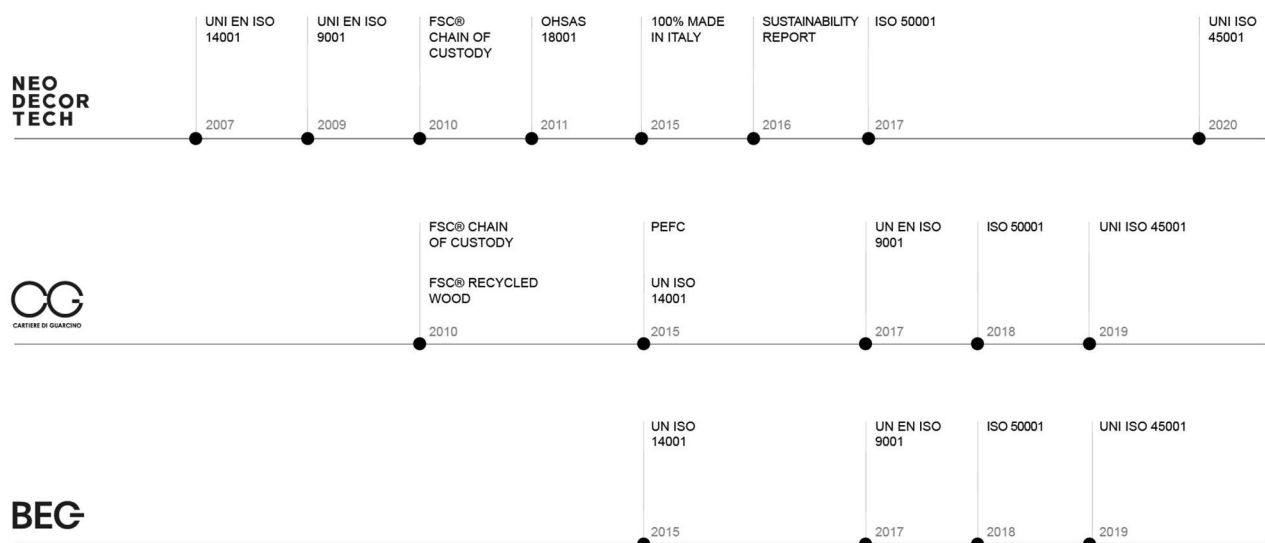 UNI EN ISO
14001
UNI EN ISO
9001
FSC®
CHAIN OF
CUSTODY
OHSAS
18001
100% MADE
IN ITALY
SUSTAINABILITY
REPORT
ISO 50001
UNI ISO
45001
NEO
DECOR
TECH
2007
2009
2010
2011
2015
2016
2017
2020
FSC® CHAIN
OF CUSTODY
FSC® RECYCLED
WOOD
PEFC
UN ISO
14001
UN EN ISO
9001
ISO 50001
UNI ISO 45001
CG
CARTIERE DI GUARCINO
2010
2015
2017
2018
2019
UN ISO
14001
UN EN ISO
9001
ISO 50001
UNI ISO 45001
BEG
2015
2017
2018
2019